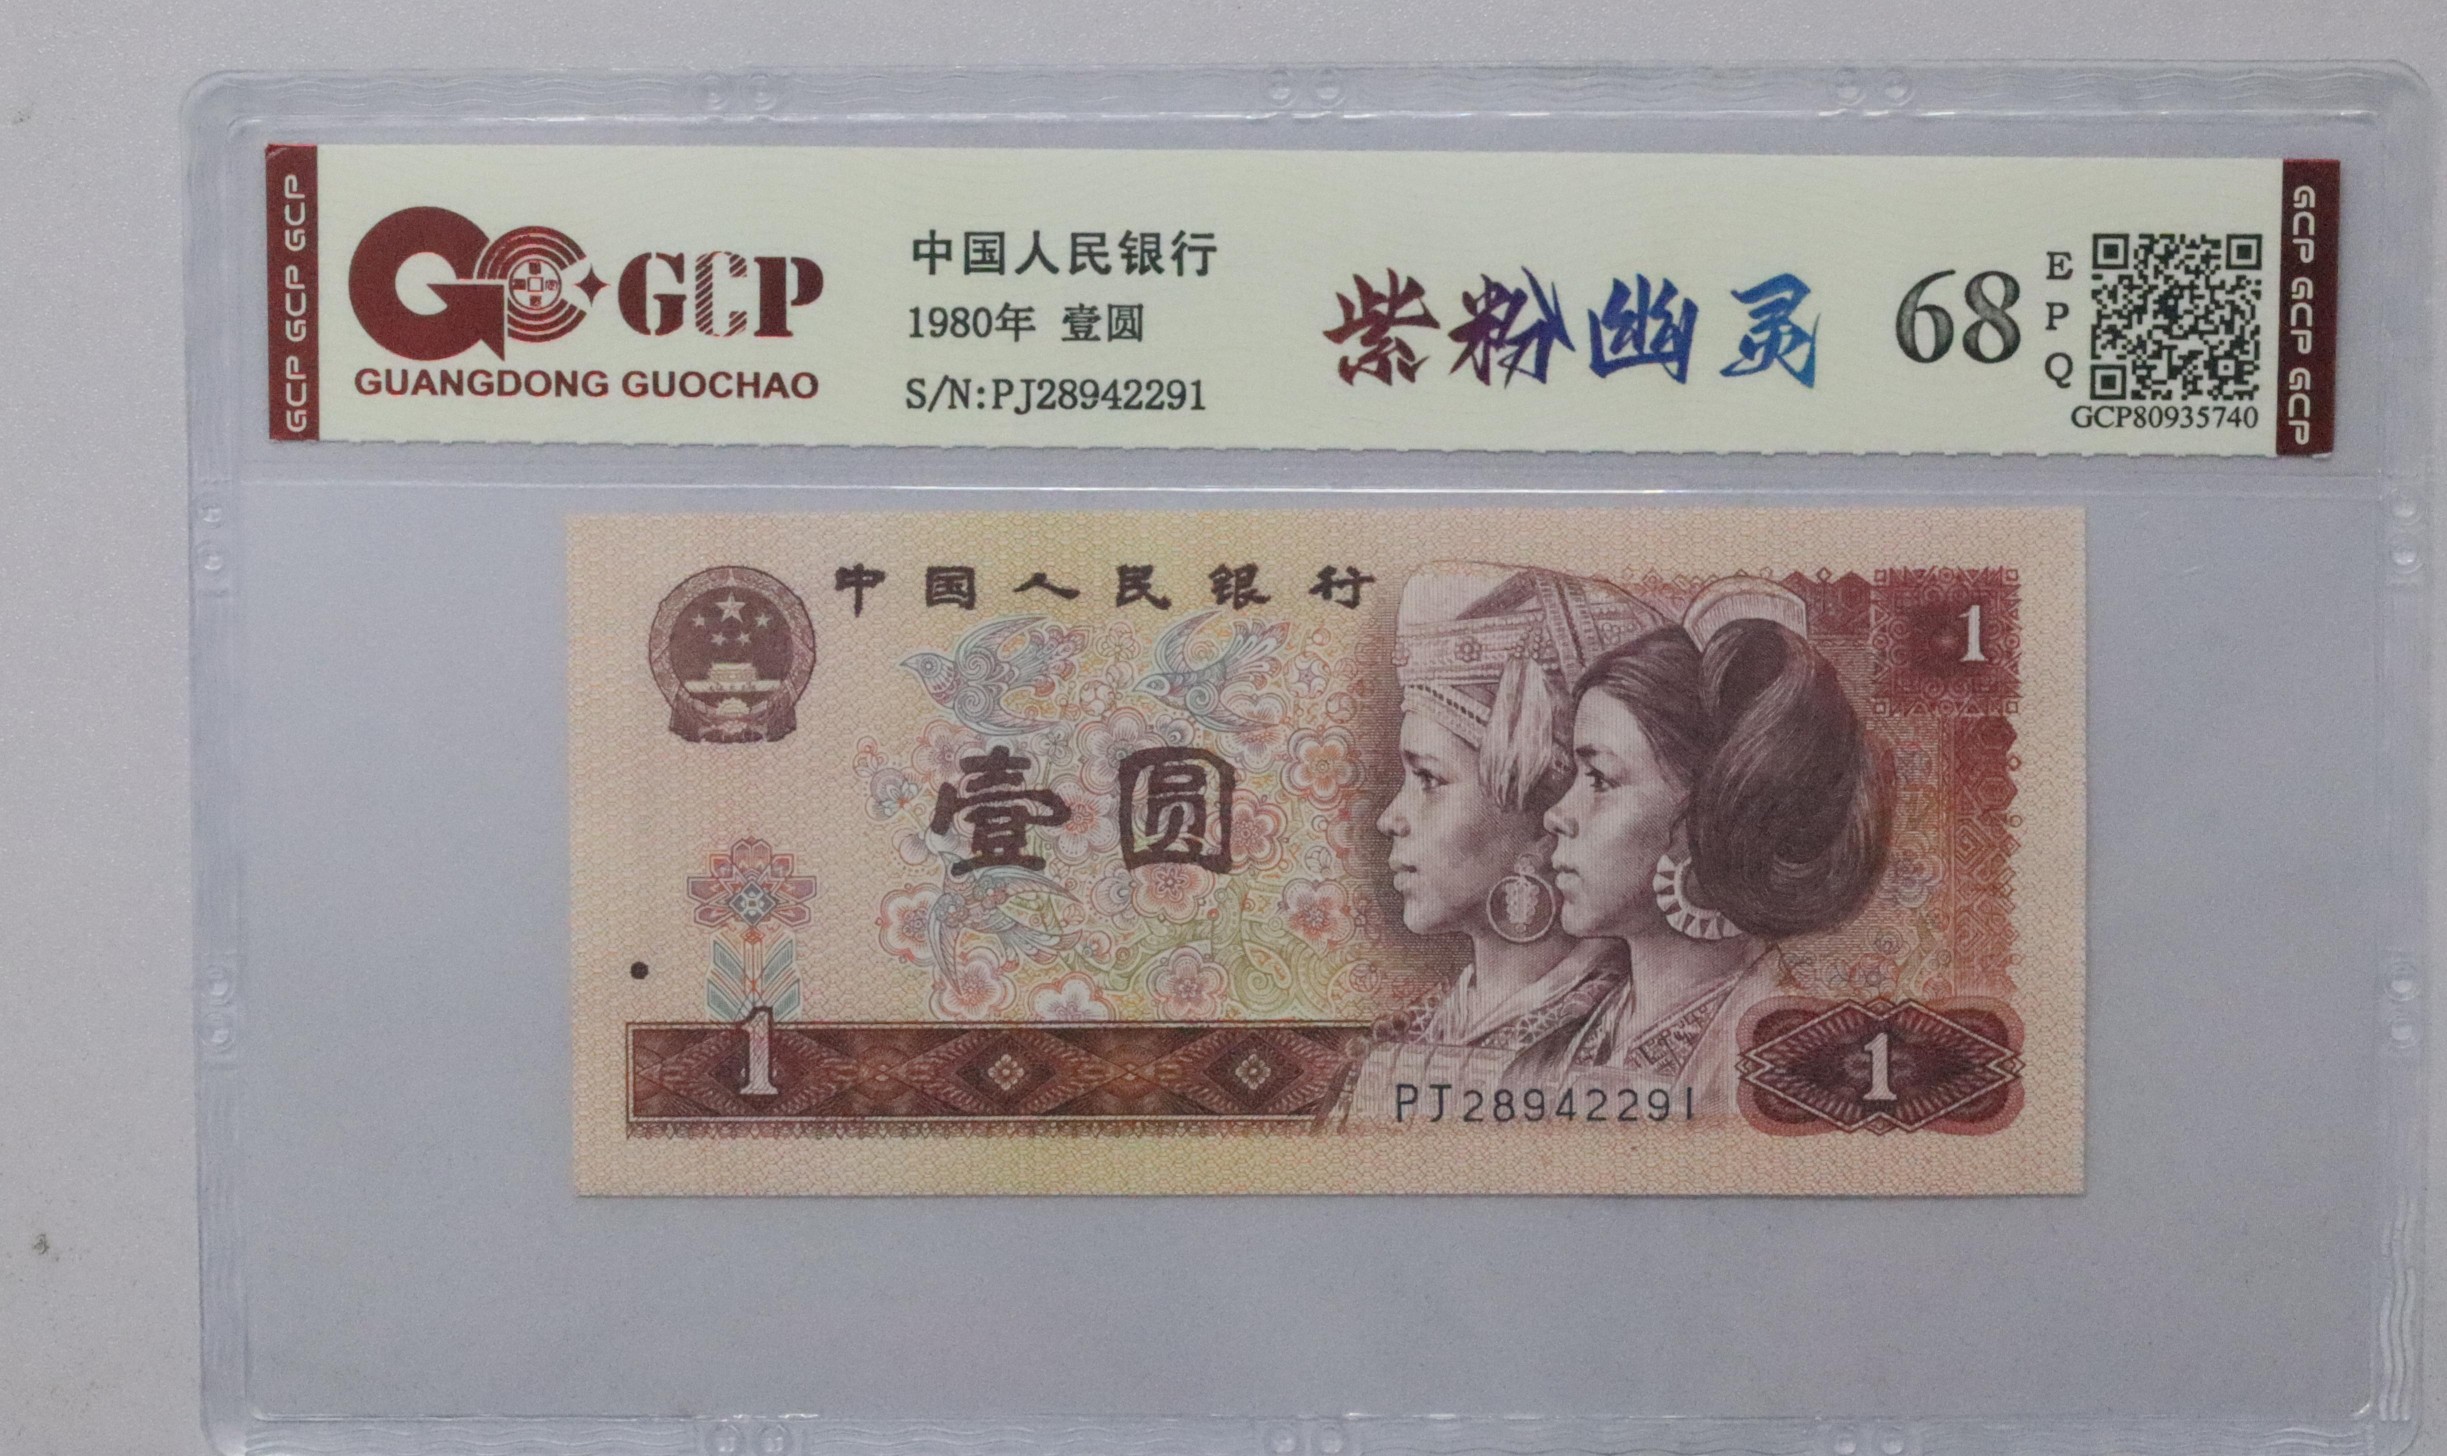 GCP GCP GCP
GCP
GUANGDONG GUOCHAO
中国人民银行
1980年 壹圆
S/N:PJ28942291
紫粉幽灵
68
E
P
Q
GCP80935740
GCP GCP GCP
中国人民银行
1
壹圆
1
PJ28942291
1